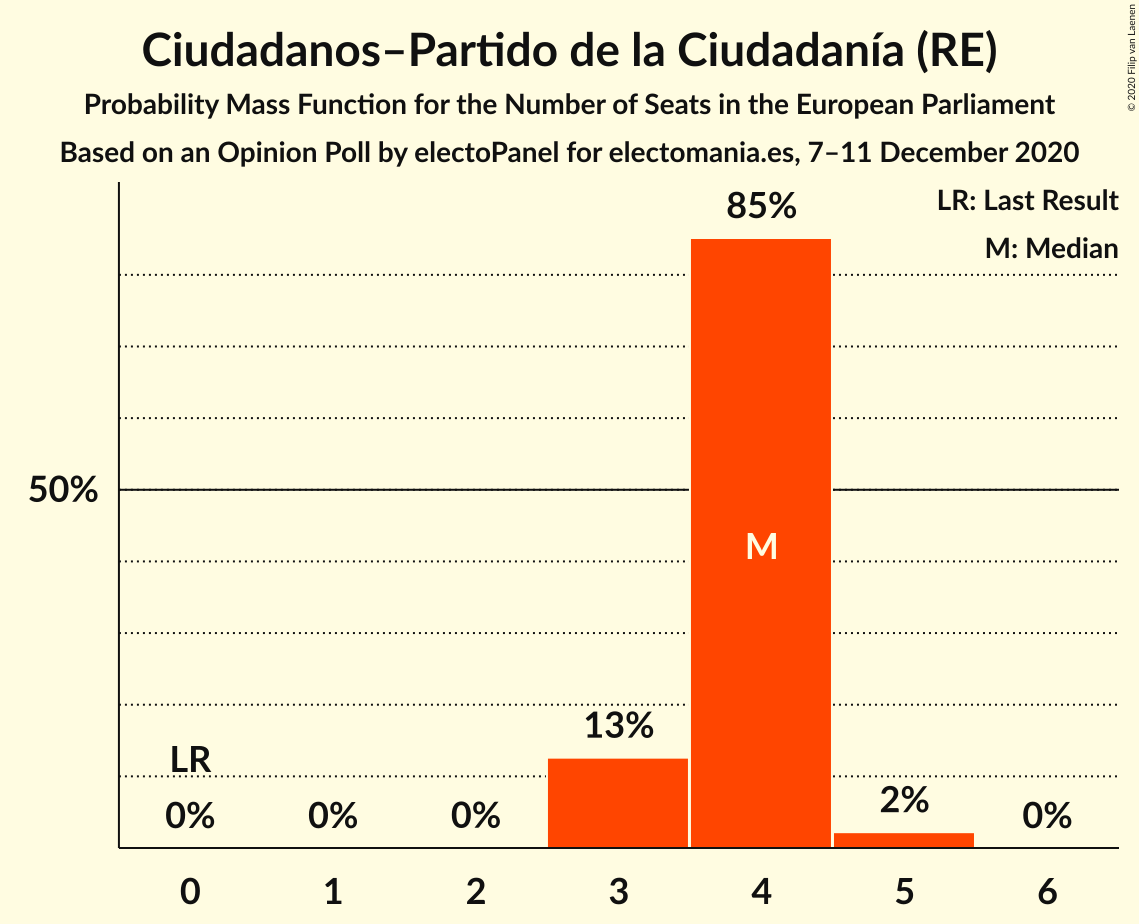 Ciudadanos–Partido de la Ciudadanía (RE)
Probability Mass Function for the Number of Seats in the European Parliament
Based on an Opinion Poll by electoPanel for electomania.es, 7–11 December 2020
© 2020 Filip van Laenen
LR: Last Result
M: Median
85%
50%
M
13%
LR
2%
0%
0%
0%
0%
0
1
2
3
4
5
6